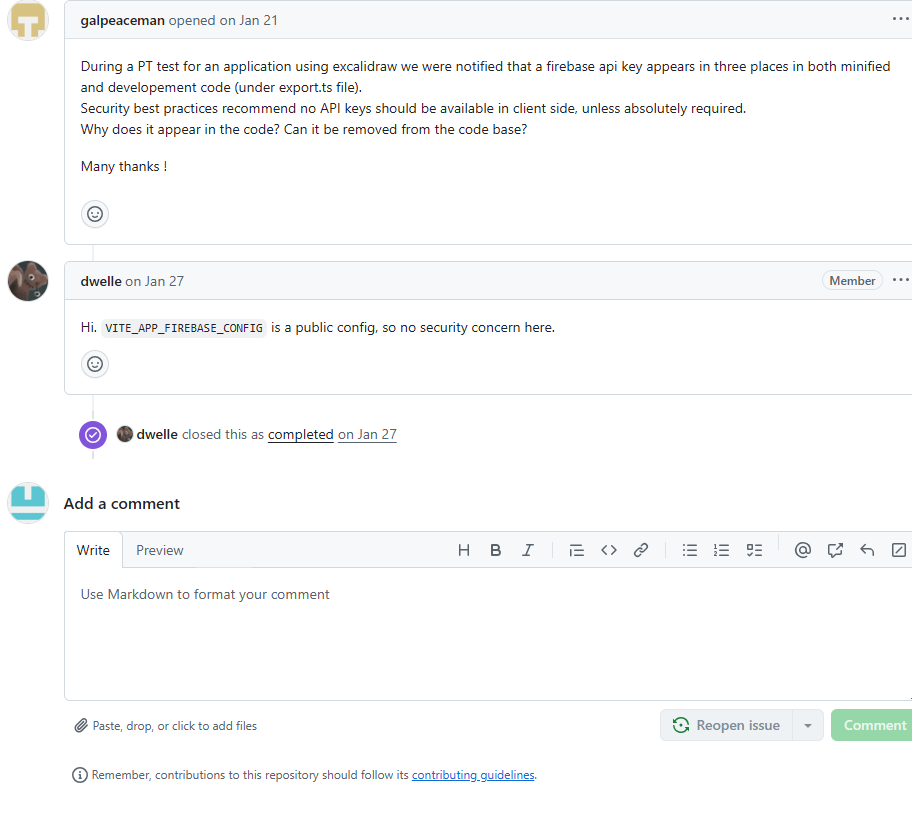 galpeaceman opened on Jan 21
During a PT test for an application using excalidraw we were notified that a firebase api key appears in three places in both minified
and developement code (under export.ts file).
Security best practices recommend no API keys should be available in client side, unless absolutely required.
Why does it appear in the code? Can it be removed from the code base?
Many thanks !
dwelle on Jan 27
Member
Hi. VITE_APP_FIREBASE_CONFIG is a public config, so no security concern here.
dwelle closed this as completed on Jan 27
Add a comment
Write
Preview
Use Markdown to format your comment
Paste, drop, or click to add files
Reopen issue
Comment
Remember, contributions to this repository should follow its contributing guidelines.